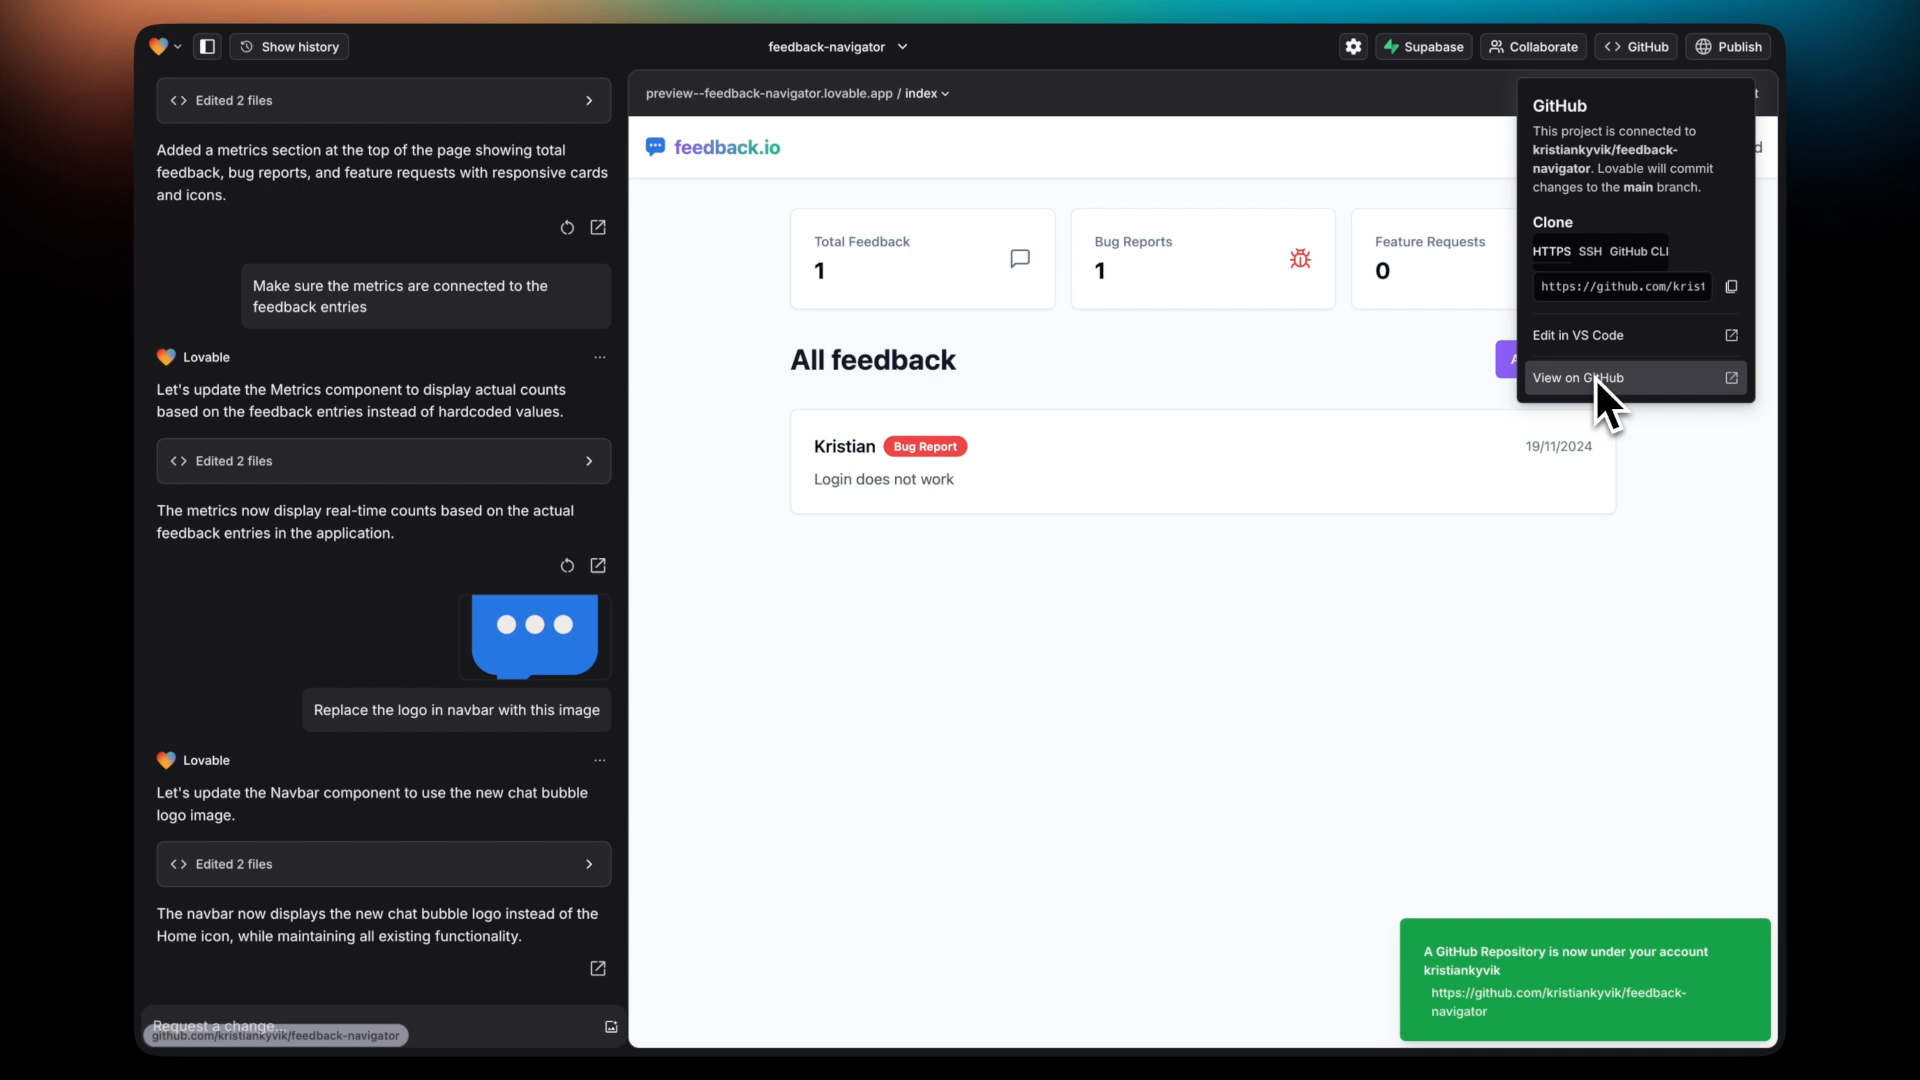 Show history
feedback-navigator
Supabase
Collaborate
GitHub
Publish
Edited 2 files
Added a metrics section at the top of the page showing total
feedback, bug reports, and feature requests with responsive cards
and icons.
Make sure the metrics are connected to the
feedback entries
Lovable
Let's update the Metrics component to display actual counts
based on the feedback entries instead of hardcoded values.
Edited 2 files
The metrics now display real-time counts based on the actual
feedback entries in the application.
Replace the logo in navbar with this image
Lovable
Let's update the Navbar component to use the new chat bubble
logo image.
Edited 2 files
The navbar now displays the new chat bubble logo instead of the
Home icon, while maintaining all existing functionality.
Request a change...
github.com/kristiankyvik/feedback-navigator
preview--feedback-navigator.lovable.app / index
feedback.io
Total Feedback
1
Bug Reports
1
Feature Requests
0
All feedback
Kristian Bug Report
19/11/2024
Login does not work
GitHub
This project is connected to
kristiankyvik/feedback-
navigator. Lovable will commit
changes to the main branch.
Clone
HTTPS SSH GitHub CLI
https://github.com/krist
Edit in VS Code
View on GitHub
A GitHub Repository is now under your account
kristiankyvik
https://github.com/kristiankyvik/feedback-
navigator